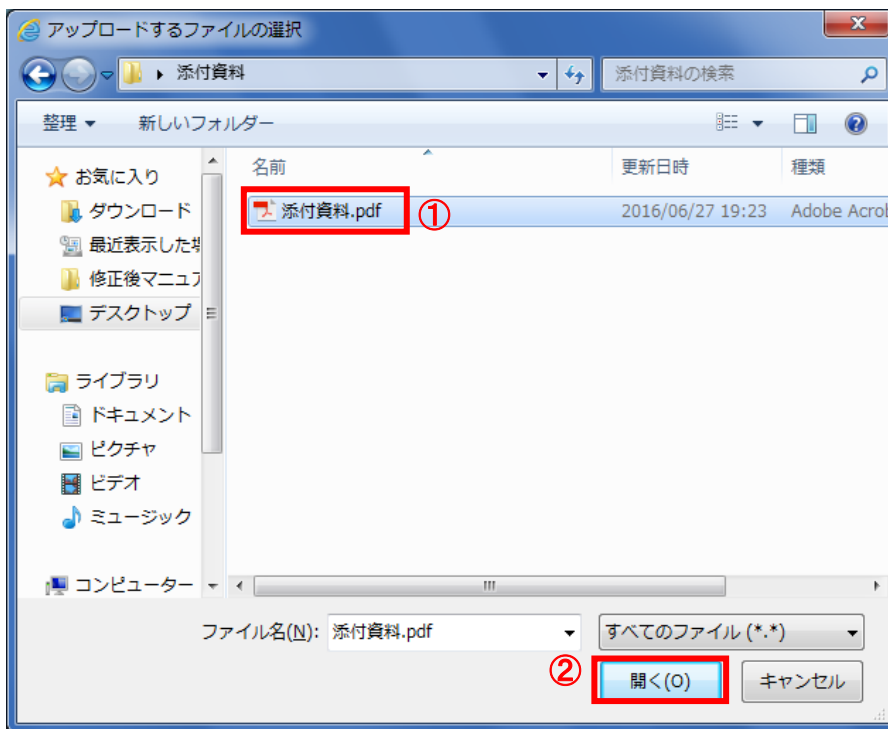 アップロードするファイルの選択
添付資料
添付資料の検索
整理
新しいフォルダー
お気に入り
ダウンロード
最近表示した場
修正後マニュア
デスクトップ
ライブラリ
ドキュメント
ピクチャ
ビデオ
ミュージック
コンピューター
名前 更新日時 種類
添付資料.pdf ① 2016/06/27 19:23 Adobe Acrob
ファイル名(N): 添付資料.pdf すべてのファイル (*.*)
② 開く(O) キャンセル